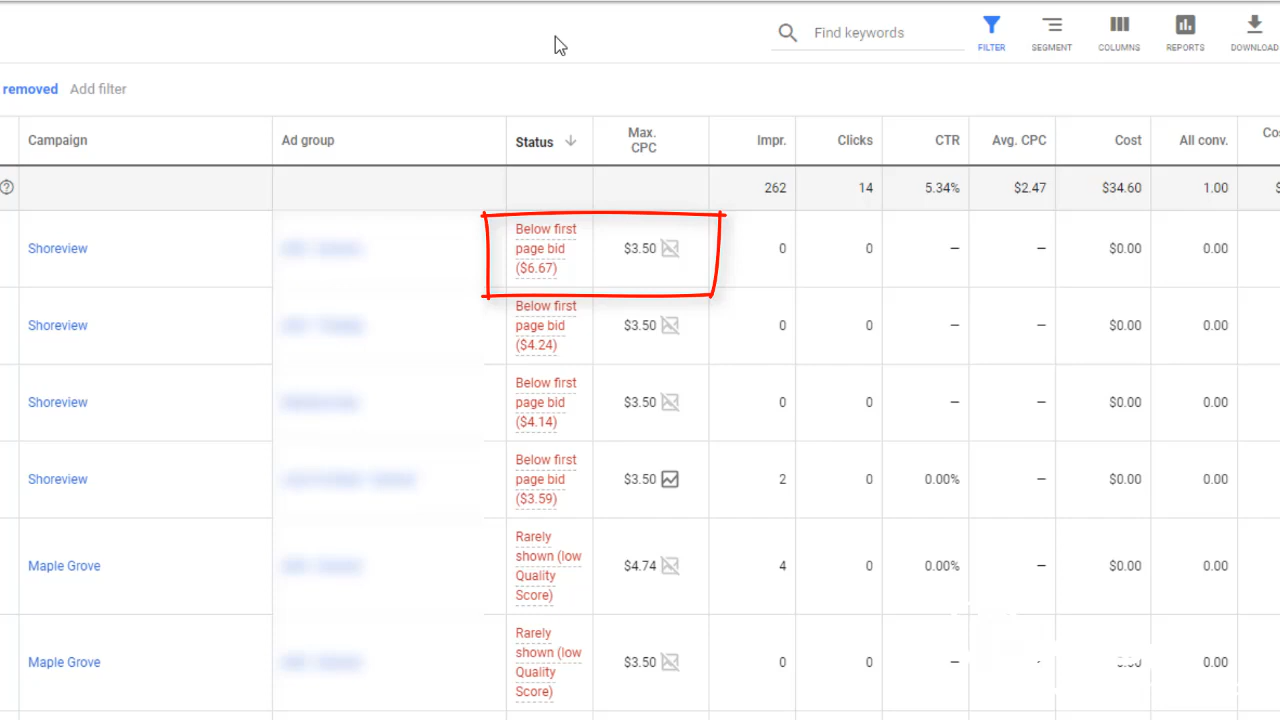 Find keywords
FILTER
SEGMENT
COLUMNS
REPORTS
DOWNLOAD
removed Add filter
Campaign
Ad group
Status
Max.
CPC
Impr.
Clicks
CTR
Avg. CPC
Cost
All conv.
262
14
5.34%
$2.47
$34.60
1.00
Shoreview
Below first
page bid
($6.67)
$3.50
0
0
—
—
$0.00
0.00
Shoreview
Below first
page bid
($4.24)
$3.50
0
0
—
—
$0.00
0.00
Shoreview
Below first
page bid
($4.14)
$3.50
0
0
—
—
$0.00
0.00
Shoreview
Below first
page bid
($3.59)
$3.50
2
0
0.00%
—
$0.00
0.00
Maple Grove
Rarely
shown (low
Quality
Score)
$4.74
4
0
0.00%
—
$0.00
0.00
Maple Grove
Rarely
shown (low
Quality
Score)
$3.50
0
0
—
0.00